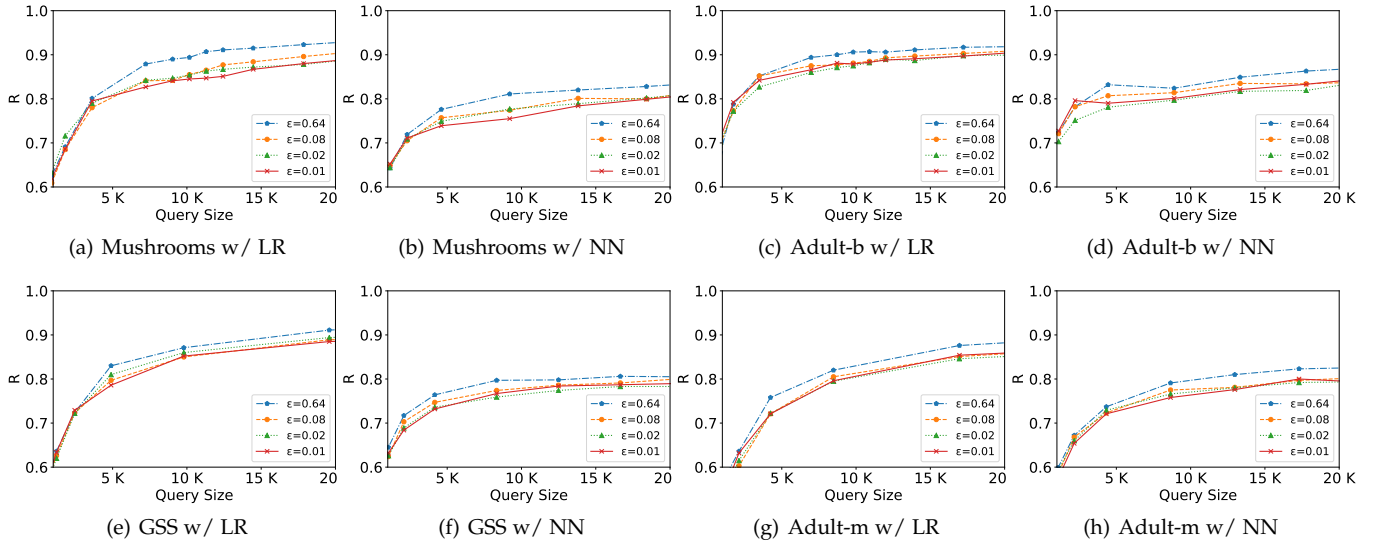 1.0 1.0 1.0 1.0
0.9 0.9 0.9 0.9
R 0.8 R 0.8 R 0.8 R 0.8
0.7 ε=0.64 0.7 ε=0.64 0.7 ε=0.64 0.7 ε=0.64
ε=0.08 ε=0.08 ε=0.08 ε=0.08
ε=0.02 ε=0.02 ε=0.02 ε=0.02
ε=0.01 ε=0.01 ε=0.01 ε=0.01
0.6 0.6 0.6 0.6
5 K 10 K 15 K 20 5 K 10 K 15 K 20 5 K 10 K 15 K 20 5 K 10 K 15 K 20 K
Query Size Query Size Query Size Query Size
(a) Mushrooms w/ LR (b) Mushrooms w/ NN (c) Adult-b w/ LR (d) Adult-b w/ NN
1.0 1.0 1.0 1.0
0.9 0.9 0.9 0.9
R 0.8 R 0.8 R 0.8 R 0.8
0.7 ε=0.64 0.7 ε=0.64 0.7 ε=0.64 0.7 ε=0.64
ε=0.08 ε=0.08 ε=0.08 ε=0.08
ε=0.02 ε=0.02 ε=0.02 ε=0.02
ε=0.01 ε=0.01 ε=0.01 ε=0.01
0.6 0.6 0.6 0.6
5 K 10 K 15 K 20 5 K 10 K 15 K 20 5 K 10 K 15 K 20 5 K 10 K 15 K 20 K
Query Size Query Size Query Size Query Size
(e) GSS w/ LR (f) GSS w/ NN (g) Adult-m w/ LR (h) Adult-m w/ NN